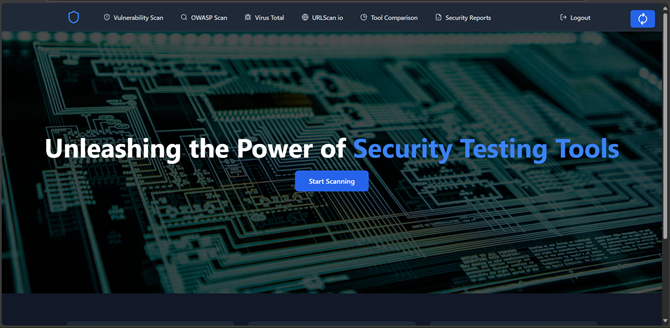 Vulnerability Scan
OWASP Scan
Virus Total
URLScan io
Tool Comparison
Security Reports
Logout
Unleashing the Power of Security Testing Tools
Start Scanning